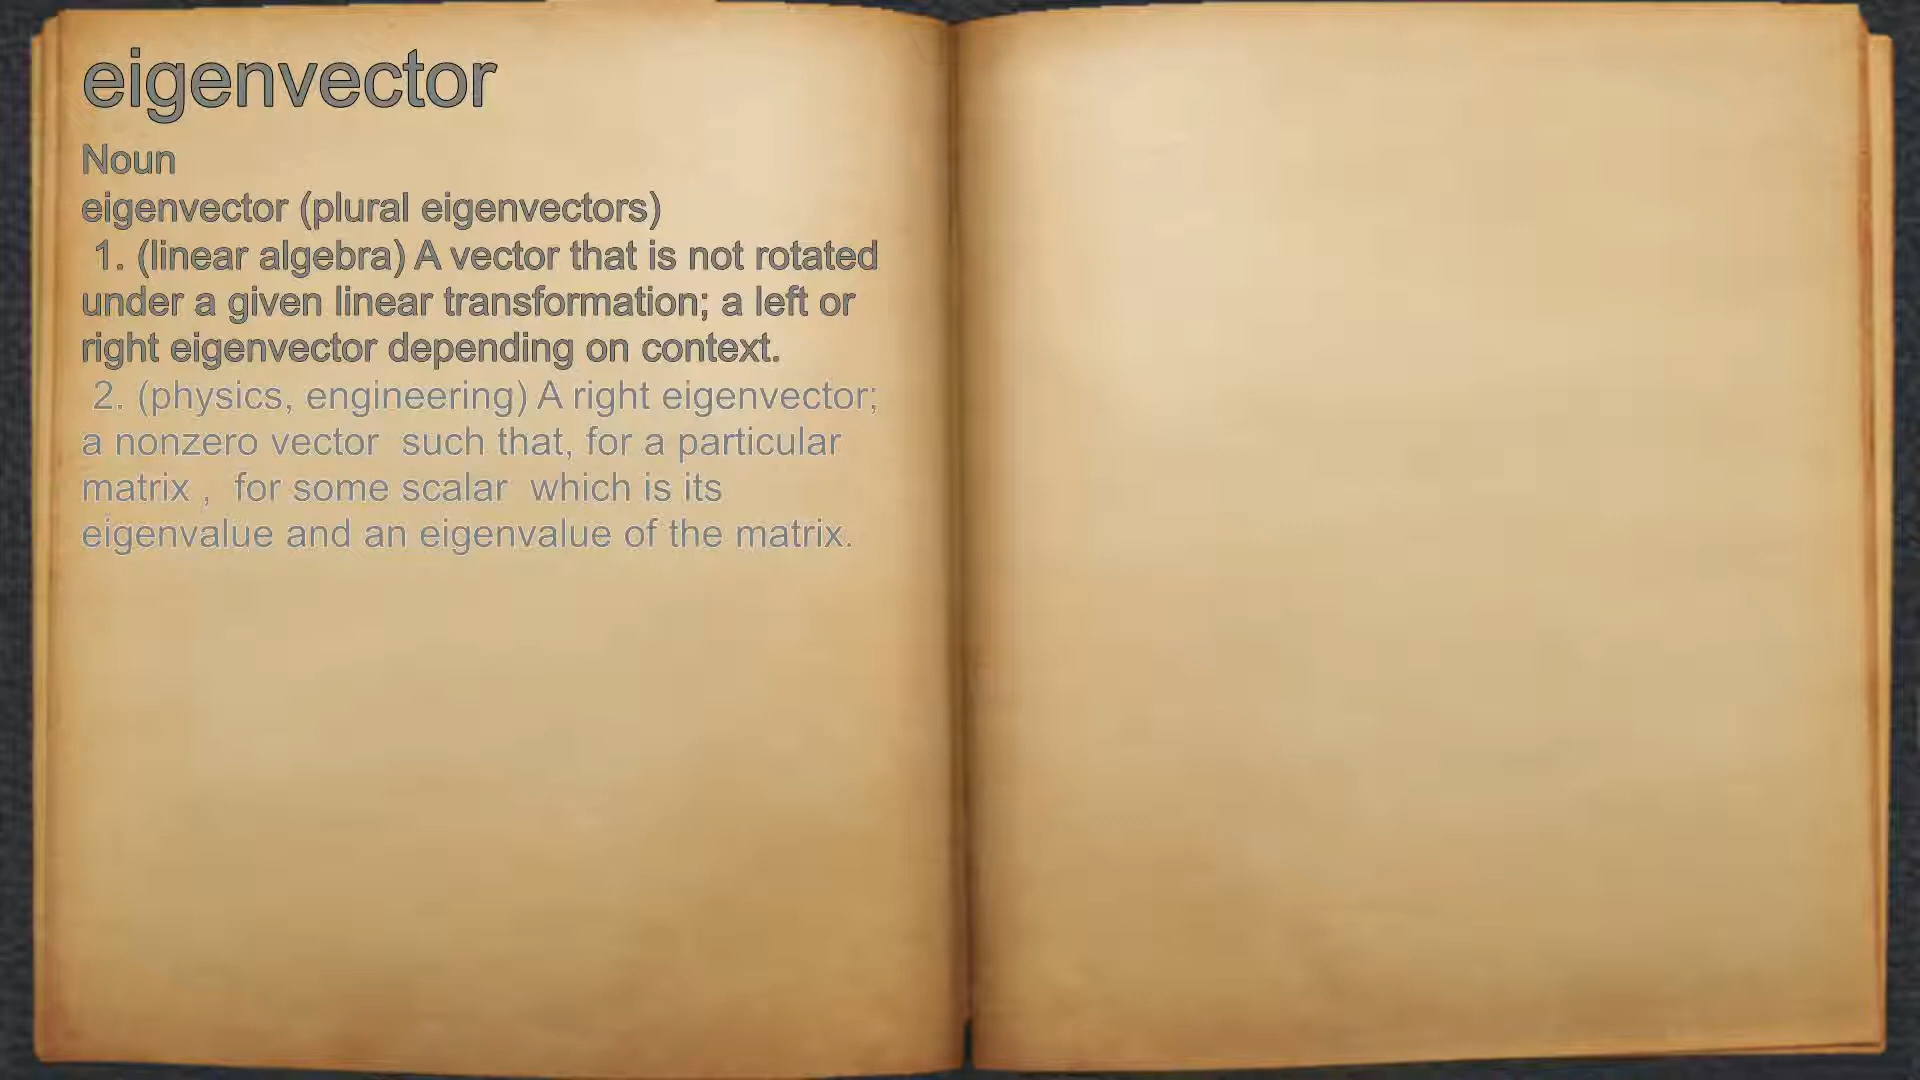 eigenvector
Noun
eigenvector (plural eigenvectors)
1. (linear algebra) A vector that is not rotated
under a given linear transformation; a left or
right eigenvector depending on context.
2. (physics, engineering) A right eigenvector;
a nonzero vector  such that, for a particular
matrix ,  for some scalar  which is its
eigenvalue and an eigenvalue of the matrix.